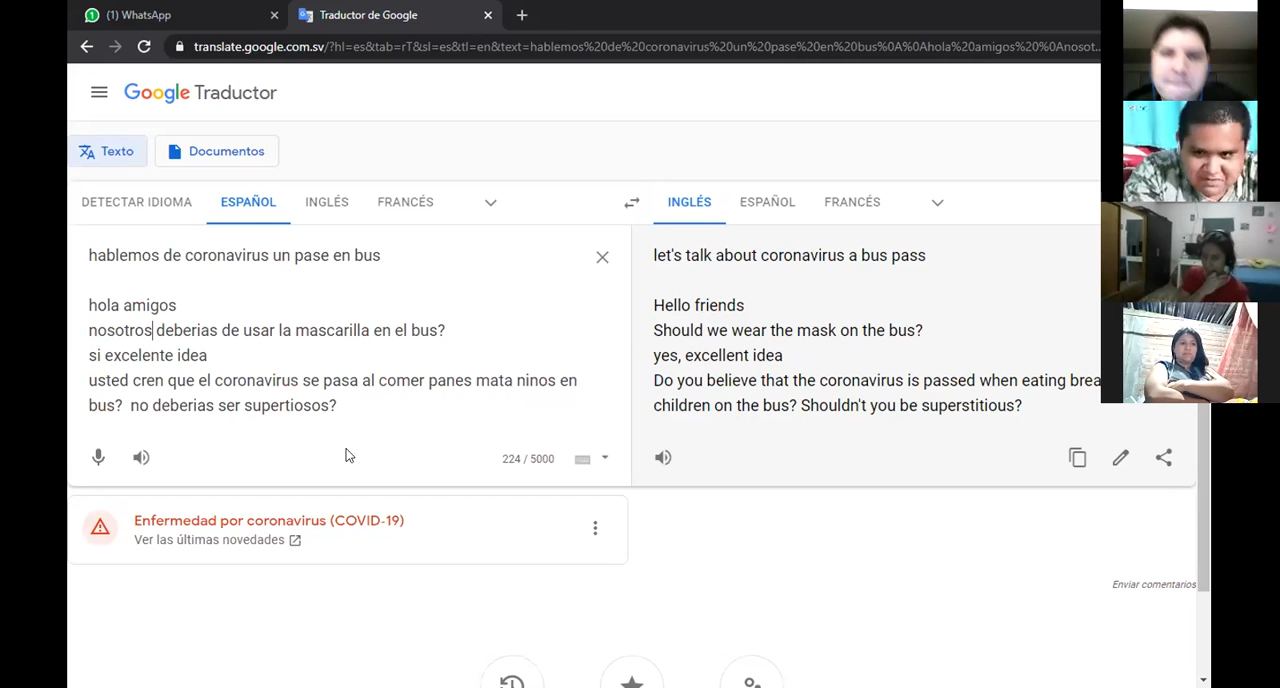 (1) WhatsApp
Traductor de Google
translate.google.com.sv/?hl=es&tab=rT&sl=es&tl=en&text=hablemos%20de%20coronavirus%20un%20pase%20en%20bus%0A%0Ahola%20amigos%20%0Anosot...
Google Traductor
Texto
Documentos
DETECTAR IDIOMA ESPAÑOL INGLÉS FRANCÉS
INGLÉS ESPAÑOL FRANCÉS
hablemos de coronavirus un pase en bus
hola amigos
nosotros deberias de usar la mascarilla en el bus?
si excelente idea
usted cren que el coronavirus se pasa al comer panes mata ninos en
bus? no deberias ser supertiosos?
224 / 5000
let's talk about coronavirus a bus pass
Hello friends
Should we wear the mask on the bus?
yes, excellent idea
Do you believe that the coronavirus is passed when eating brea
children on the bus? Shouldn't you be superstitious?
Enfermedad por coronavirus (COVID-19)
Ver las últimas novedades
Enviar comentarios